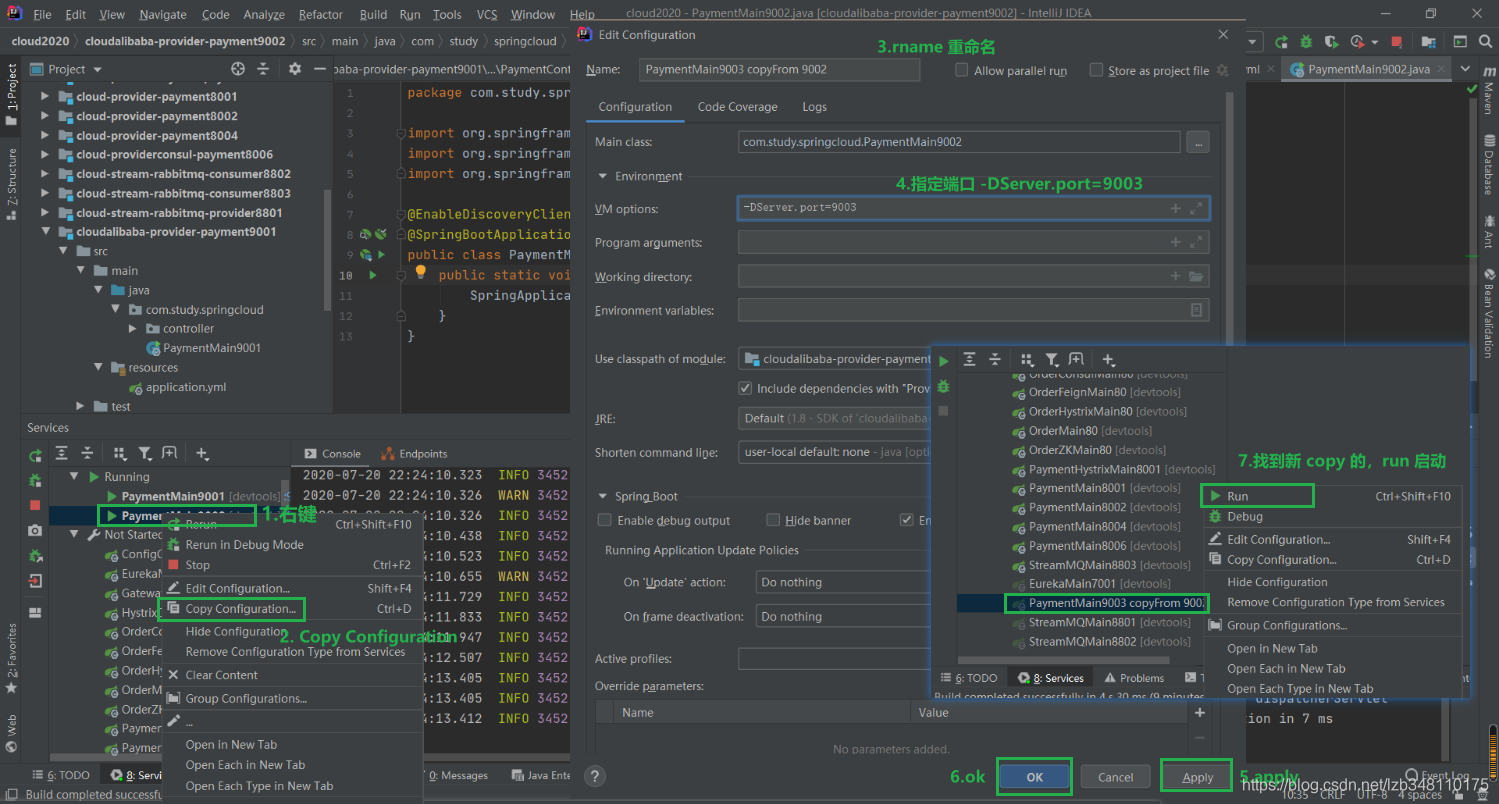 File Edit View Navigate Code Analyze Refactor Build Run Tools VCS Window Help cloud2020 - PaymentMain9002.java [cloudalibaba-provider-payment9002] - IntelliJ IDEA
cloud2020 cloudalibaba-provider-payment9002 src main java com study springcloud
Project
cloud-provider-payment8001
cloud-provider-payment8002
cloud-provider-payment8004
cloud-providerconsul-payment8006
cloud-stream-rabbitmq-consumer8802
cloud-stream-rabbitmq-consumer8803
cloud-stream-rabbitmq-provider8801
cloudalibaba-provider-payment9001
src
main
java
com.study.springcloud
controller
PaymentMain9001
resources
application.yml
test
1: Project
Z: Structure
2: Favorites
Web
baba-provider-payment9001\...\PaymentCont
1 package com.study.spr
2
3 import org.springfram
4 import org.springfram
5 import org.springfram
6
7 @EnableDiscoveryClien
8 @SpringBootApplicatio
9 public class PaymentM
10 public static voi
11 SpringApplica
12 }
13 }
Edit Configuration
3.rname 重命名
Name: PaymentMain9003 copyFrom 9002
Allow parallel run
Store as project file
Configuration Code Coverage Logs
Main class: com.study.springcloud.PaymentMain9002 ...
Environment
4.指定端口 -DServer.port=9003
VM options: -DServer.port=9003
Program arguments:
Working directory:
Environment variables:
Use classpath of module: cloudalibaba-provider-payment
Include dependencies with "Prov
JRE: Default (1.8 - SDK of 'cloudalibaba-
Shorten command line: user-local default: none - java [opti
Spring Boot
Enable debug output Hide banner En
Running Application Update Policies
On 'Update' action: Do nothing
On frame deactivation: Do nothing
Active profiles:
Override parameters:
Name Value
No parameters added.
6.ok OK Cancel Apply 5.apply
yml PaymentMain9002.java
Maven
Database
Ant
Bean Validation
Services
Console Endpoints
Running
PaymentMain9001 [devtools]
1.右键
Not Started
ConfigC
Eureka
Gatewa
Hystrix
OrderCo
OrderFe
OrderHy
OrderM
OrderZK
Paymen
Paymen
Rerun Ctrl+Shift+F10
Rerun in Debug Mode
Stop Ctrl+F2
Edit Configuration... Shift+F4
Copy Configuration... Ctrl+D
2. Copy Configuration
Hide Configuration
Remove Configuration Type from Services
Clear Content
Group Configurations...
...
Open in New Tab
Open Each in New Tab
Open Each Type in New Tab
2020-07-20 22:24:10.323 INFO 3452
2020-07-20 22:24:10.326 WARN 3452
:10.326 INFO 3452
4:10.438 INFO 3452
4:10.523 INFO 3452
4:10.655 WARN 3452
4:11.729 INFO 3452
4:11.833 INFO 3452
4:11.947 INFO 3452
4:12.507 INFO 3452
4:13.405 INFO 3452
4:13.405 INFO 3452
4:13.412 INFO 3452
OrderConsulMain80 [devtools]
OrderFeignMain80 [devtools]
OrderHystrixMain80 [devtools]
OrderMain80 [devtools]
OrderZKMain80 [devtools]
PaymentHystrixMain8001 [devtools]
PaymentMain8001 [devtools]
PaymentMain8002 [devtools]
PaymentMain8004 [devtools]
PaymentMain8006 [devtools]
StreamMQMain8803 [devtools]
EurekaMain7001 [devtools]
PaymentMain9003 copyFrom 9002
StreamMQMain8801 [devtools]
StreamMQMain8802 [devtools]
7.找到新 copy 的，run 启动
Run Ctrl+Shift+F10
Debug
Edit Configuration... Shift+F4
Copy Configuration... Ctrl+D
Hide Configuration
Remove Configuration Type from Services
Group Configurations...
Open in New Tab
Open Each in New Tab
Open Each Type in New Tab
6: TODO 8: Services Problems
Build completed successfully in 4 s 30 ms (9 minutes
dispatcherServlet
tion in 7 ms
6: TODO 8: Servi 0: Messages Java Ente Event Log
Build completed successfu
10:35 CRLF UTF-8 4 spaces
https://blog.csdn.net/lzb348110175